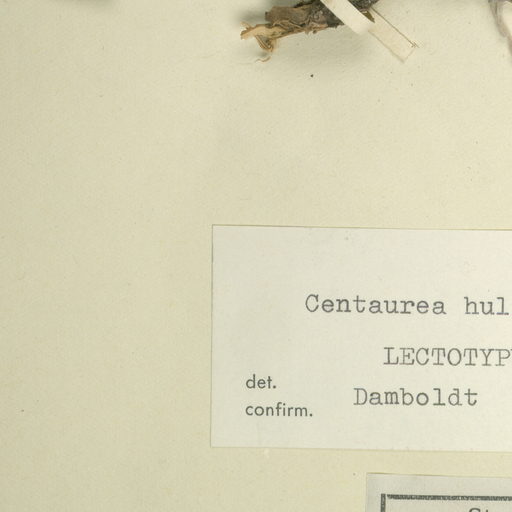 Centaurea hul
LECTOTYP
det.
confirm. Damboldt